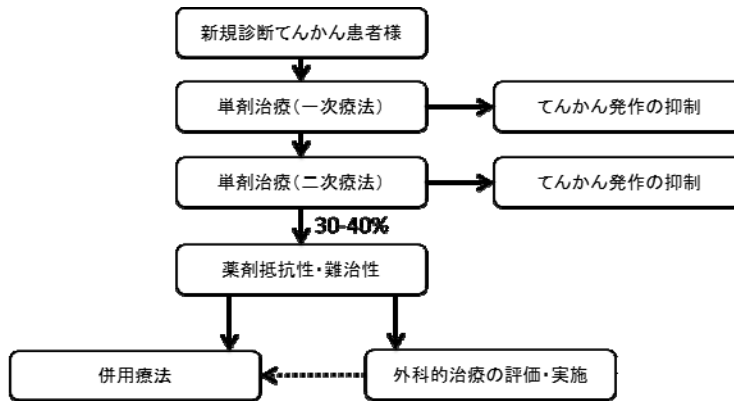 新規診断てんかん患者様
単剤治療(一次療法)
てんかん発作の抑制
単剤治療(二次療法)
てんかん発作の抑制
30-40%
薬剤抵抗性・難治性
併用療法
外科的治療の評価・実施